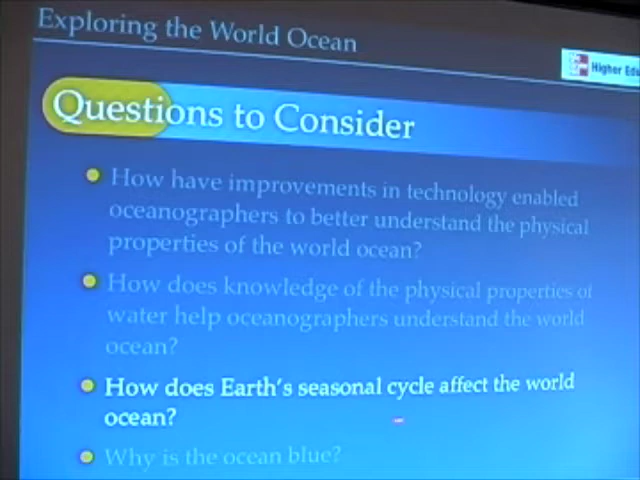 Exploring the World Ocean
Higher Edu
Questions to Consider
How have improvements in technology enabled
oceanographers to better understand the physical
properties of the world ocean?
How does knowledge of the physical properties of
water help oceanographers understand the world
ocean?
How does Earth's seasonal cycle affect the world
ocean?
Why is the ocean blue?